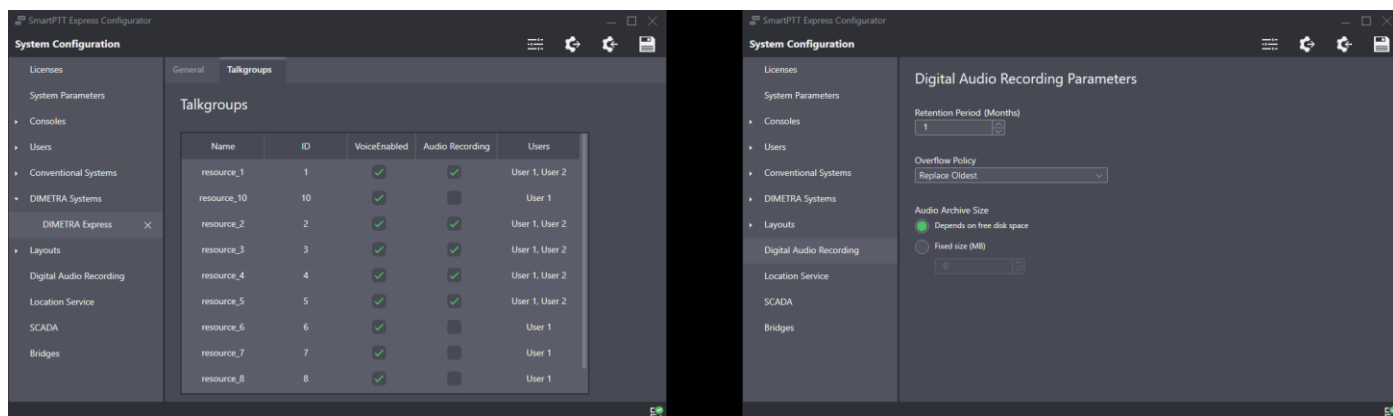 SmartPTT Express Configurator
System Configuration
Licenses
System Parameters
Consoles
Users
Conventional Systems
DIMETRA Systems
DIMETRA Express
Layouts
Digital Audio Recording
Location Service
SCADA
Bridges
General Talkgroups
Talkgroups
Name ID VoiceEnabled Audio Recording Users
resource_1 1 User 1, User 2
resource_10 10 User 1
resource_2 2 User 1, User 2
resource_3 3 User 1, User 2
resource_4 4 User 1, User 2
resource_5 5 User 1, User 2
resource_6 6 User 1
resource_7 7 User 1
resource_8 8 User 1
SmartPTT Express Configurator
System Configuration
Licenses
System Parameters
Consoles
Users
Conventional Systems
DIMETRA Systems
Layouts
Digital Audio Recording
Location Service
SCADA
Bridges
Digital Audio Recording Parameters
Retention Period (Months)
1
Overflow Policy
Replace Oldest
Audio Archive Size
Depends on free disk space
Fixed size (MB)
0